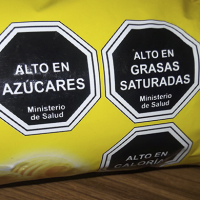 ALTO EN
AZÚCARES
Ministerio
de Salud
ALTO EN
GRASAS
SATURADAS
Ministerio
de Salud
ALTO EN